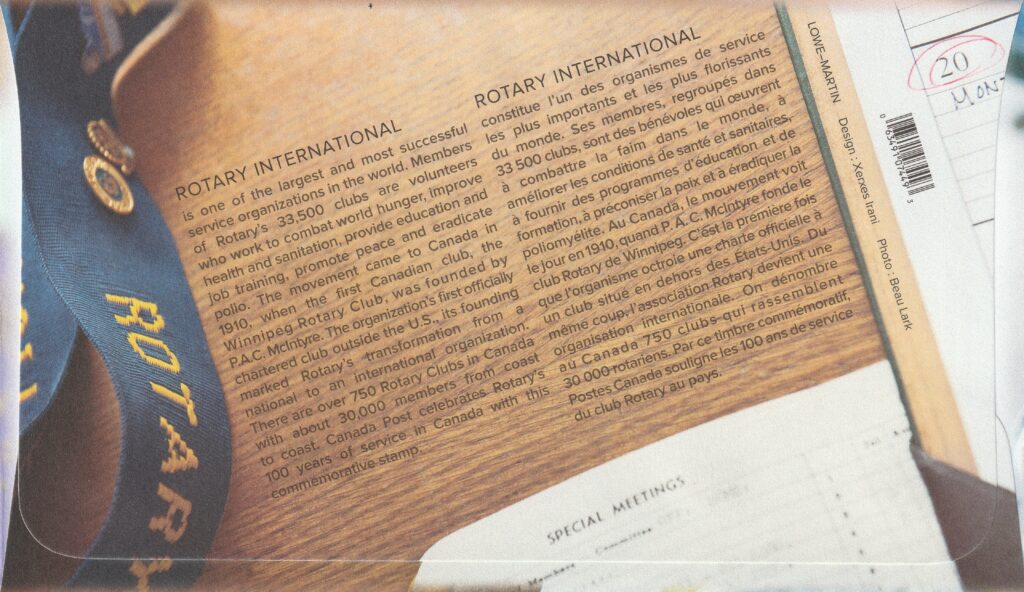 ROTARY INTERNATIONAL
is one of the largest and most successful
service organizations in the world. Members
of Rotary's 33,500 clubs are volunteers
who work to combat world hunger, improve
health and sanitation, provide education and
job training, promote peace and eradicate
polio. The movement came to Canada in
1910, when the first Canadian club, the
Winnipeg Rotary Club, was founded by
P.A.C. McIntyre. The organization's first officially
chartered club outside the U.S., its founding
marked Rotary's transformation from a
national to an international organization.
There are over 750 Rotary Clubs in Canada
with about 30,000 members from coast
to coast. Canada Post celebrates Rotary's
100 years of service in Canada with this
commemorative stamp.
ROTARY INTERNATIONAL
constitue l'un des organismes de service
les plus importants et les plus florissants
du monde. Ses membres, regroupés dans
33 500 clubs, sont des bénévoles qui œuvrent
à combattre la faim dans le monde, à
améliorer les conditions de santé et sanitaires,
à fournir des programmes d'éducation et de
formation, à préconiser la paix et à éradiquer la
poliomyélite. Au Canada, le mouvement voit
le jour en 1910, quand P. A. C. McIntyre fonde le
club Rotary de Winnipeg. C'est la première fois
que l'organisme octroie une charte officielle à
un club situé en dehors des États-Unis. Du
même coup, l'association Rotary devient une
organisation internationale. On dénombre
au Canada 750 clubs qui rassemblent
30 000 rotariens. Par ce timbre commémoratif,
Postes Canada souligne les 100 ans de service
du club Rotary au pays.
LOWE-MARTIN Design : Xerxes Irani Photo : Beau Lark
0 63491 07449 3
20
MONT
ROTARY
SPECIAL MEETINGS
Committee
Members